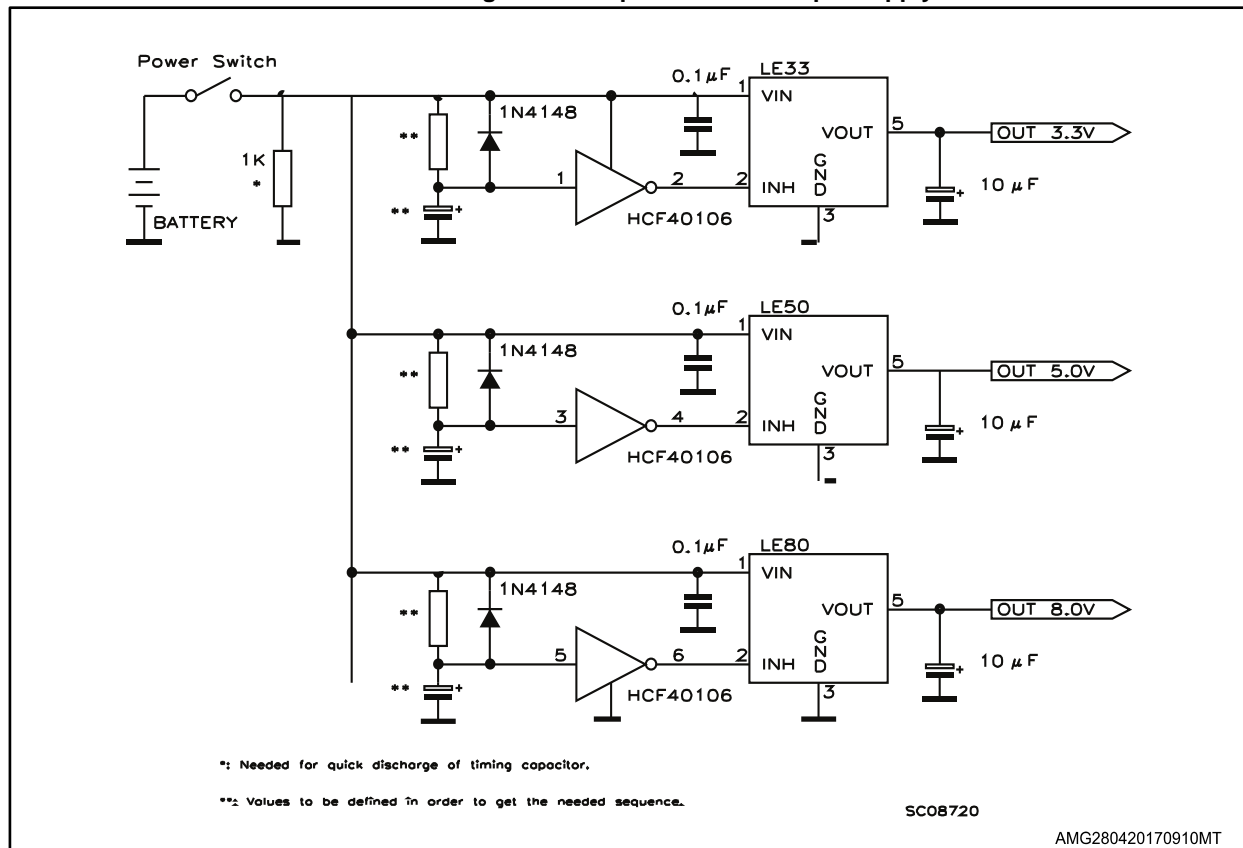 Power Switch
0.1µF
LE33
1
VIN
1N4148
**
VOUT
5
OUT 3.3V
1K
*
GND
1
2
2
INH
**
+
HCF40106
3
+
10 µF
BATTERY
0.1µF
LE50
1
VIN
1N4148
**
VOUT
5
OUT 5.0V
GND
3
4
2
INH
**
+
HCF40106
3
+
10 µF
0.1µF
LE80
1
VIN
1N4148
**
VOUT
5
OUT 8.0V
GND
5
6
2
INH
**
+
HCF40106
3
+
10 µF
*: Needed for quick discharge of timing capacitor.
**: Values to be defined in order to get the needed sequence.
SC08720
AMG280420170910MT